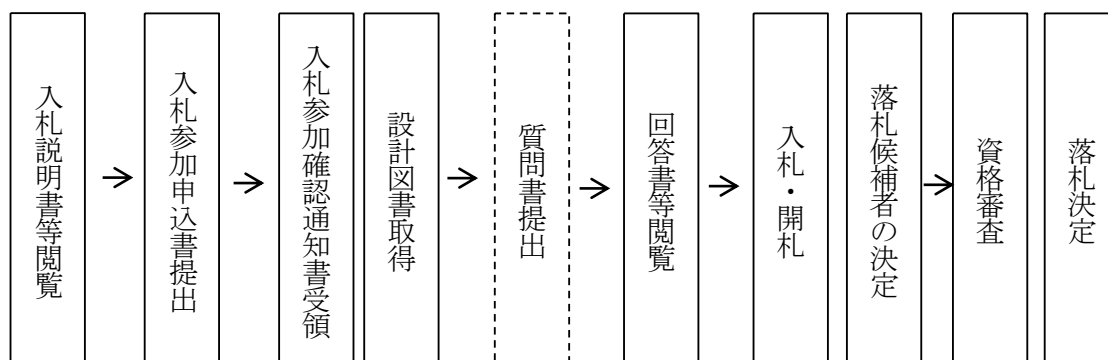 入札説明書等閲覧
入札参加申込書提出
入札参加確認通知書受領
設計図書取得
質問書提出
回答書等閲覧
入札・開札
落札候補者の決定
資格審査
落札決定